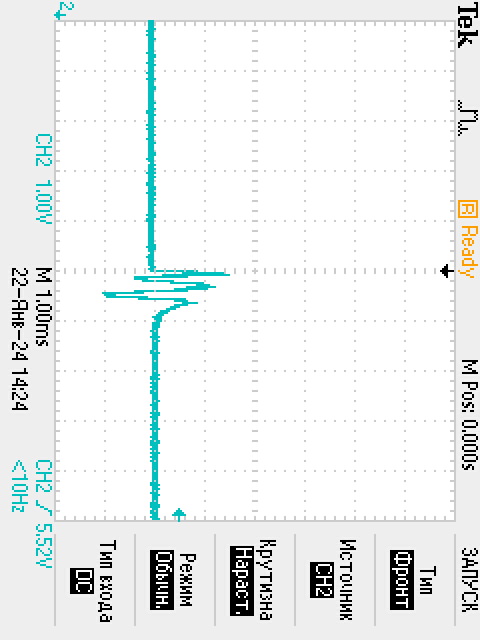 Tek
R Ready
M Pos: 0.000s
ЗАПУСК
Тип
Фронт
Источник
CH2
Крутизна
Нараст
Режим
Обычн.
Тип входа
DC
2
CH2 1.00V
M 1.00ms
CH2 / 5.52V
22-Янв-24 14:24
<10Hz